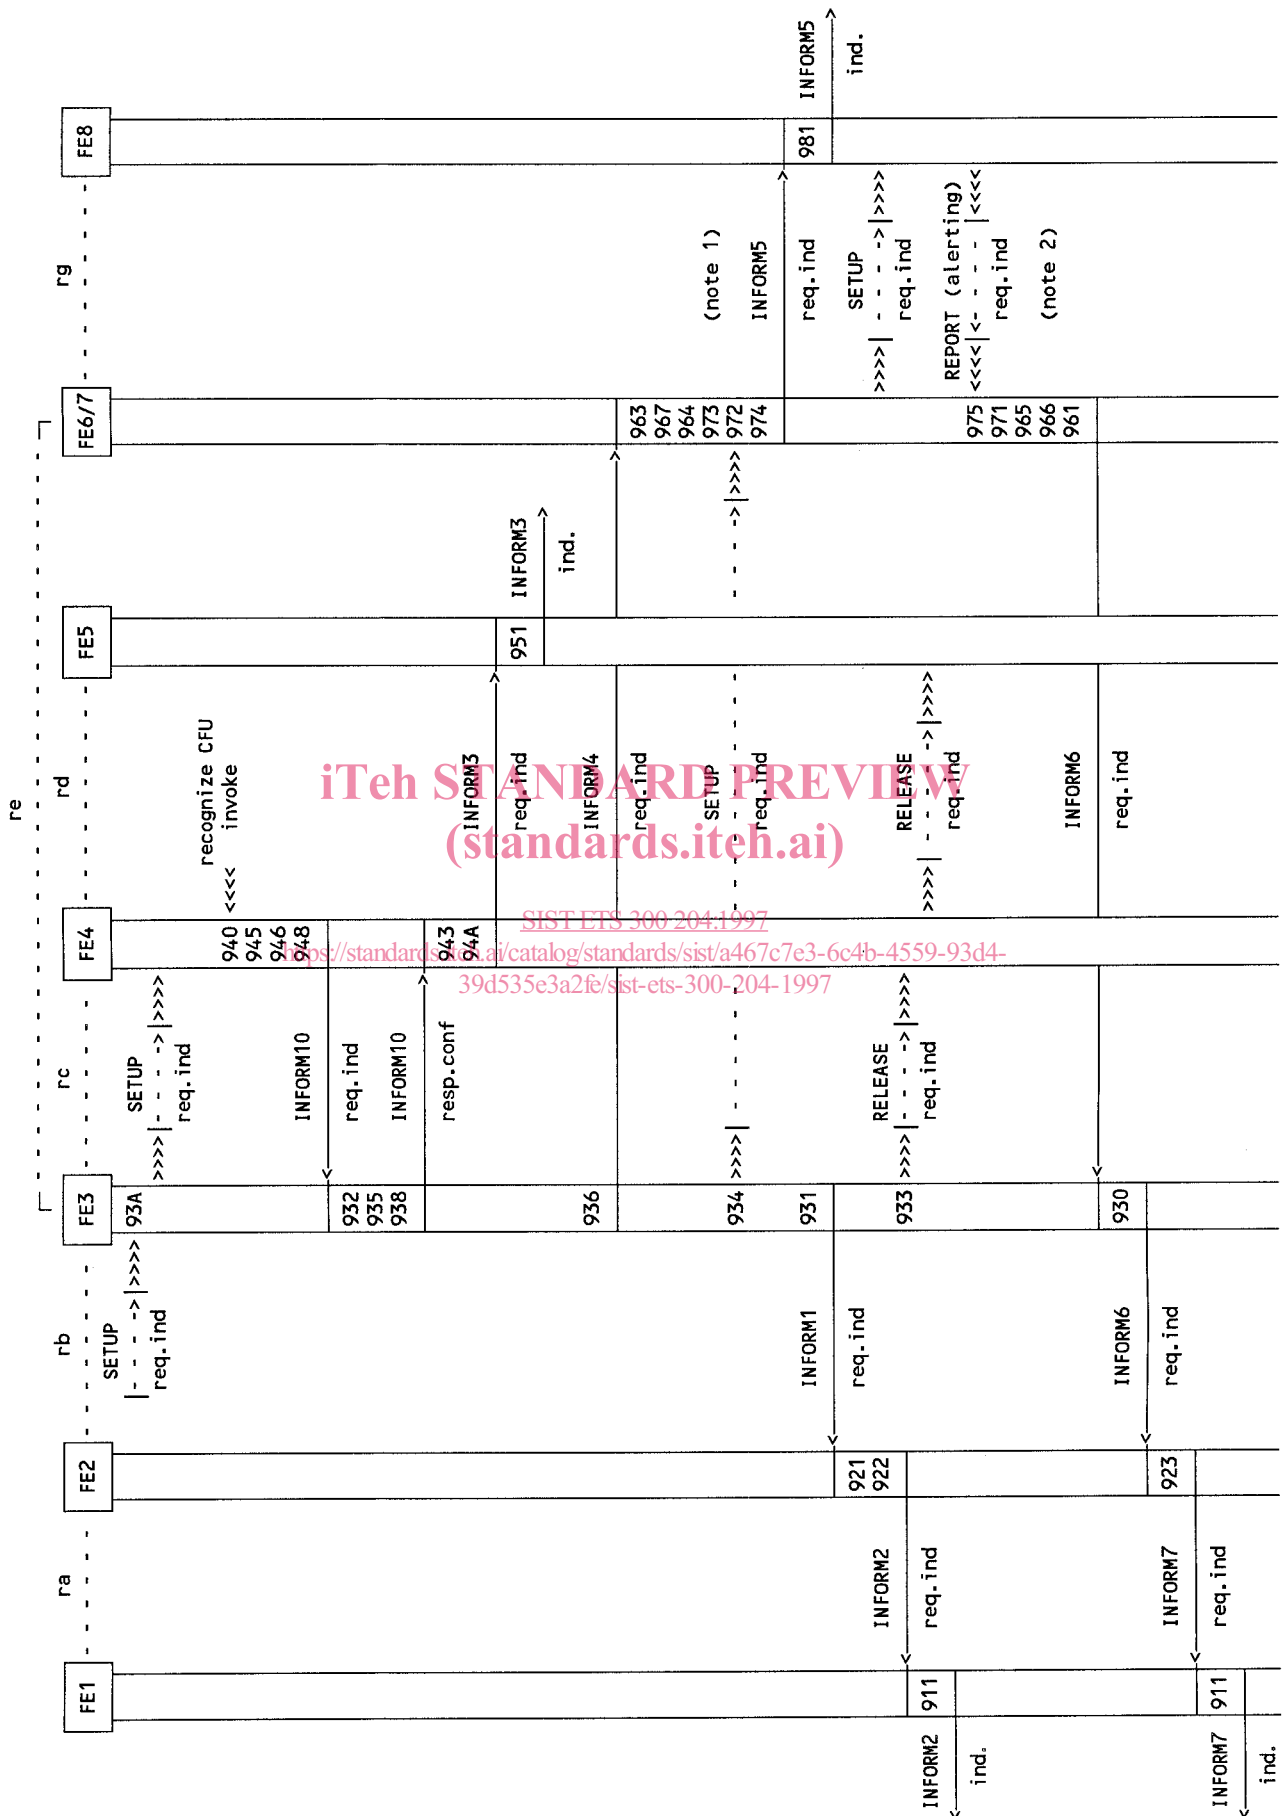 re
ra
rb
rc
rd
rg
FE1
FE2
FE3
FE4
FE5
FE6/7
FE8
SETUP
|- - - ->|>>>>
req.ind
93A
SETUP
>>>>|- - - ->|>>>>
req.ind
940
945
946
948
<<<<
recognize CFU
invoke
INFORM10
req.ind
932
935
938
INFORM10
resp.conf
943
94A
INFORM3
req.ind
951
INFORM3
ind.
936
INFORM4
req.ind
963
967
964
973
972
974
934
>>>>|
SETUP
req.ind
>|>>>>
(note 1)
INFORM5
req.ind
981
INFORM5
ind.
931
INFORM1
req.ind
921
922
INFORM2
req.ind
911
INFORM2
ind.
SETUP
>>>>|- - - ->|>>>>
req.ind
933
RELEASE
>>>>|- - - ->|>>>>
req.ind
RELEASE
>>>>|- - - ->|>>>>
req.ind
REPORT (alerting)
<<<<|<- - - -|<<<<
req.ind
(note 2)
975
971
965
966
961
INFORM6
req.ind
930
INFORM6
req.ind
923
INFORM7
req.ind
911
INFORM7
ind.
iTeh STANDARD PREVIEW
(standards.iteh.ai)
SIST ETS 300 204:1997
https://standards.iteh.ai/catalog/standards/sist/a467c7e3-6c4b-4559-93d4-
39d535e3a2fe/sist-ets-300-204-1997